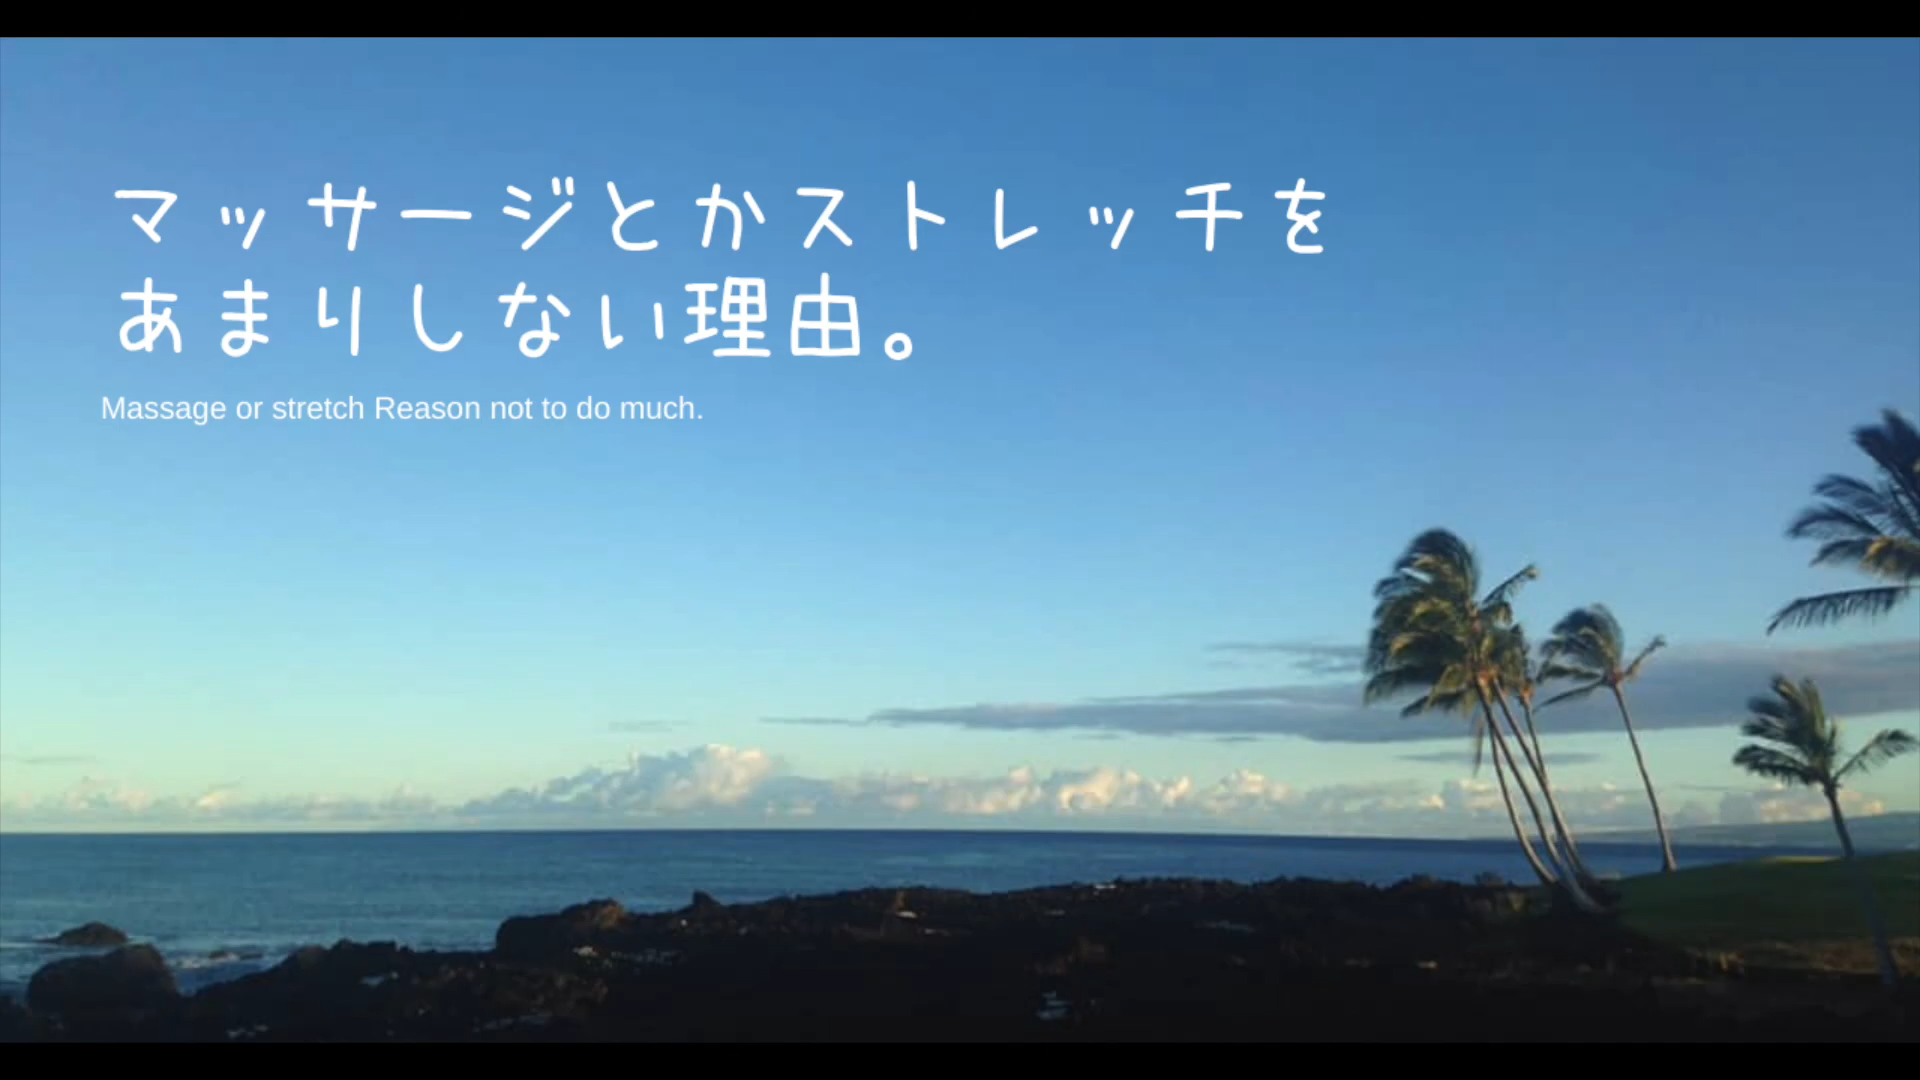 マッサージとかストレッチを
あまりしない理由。
Massage or stretch Reason not to do much.